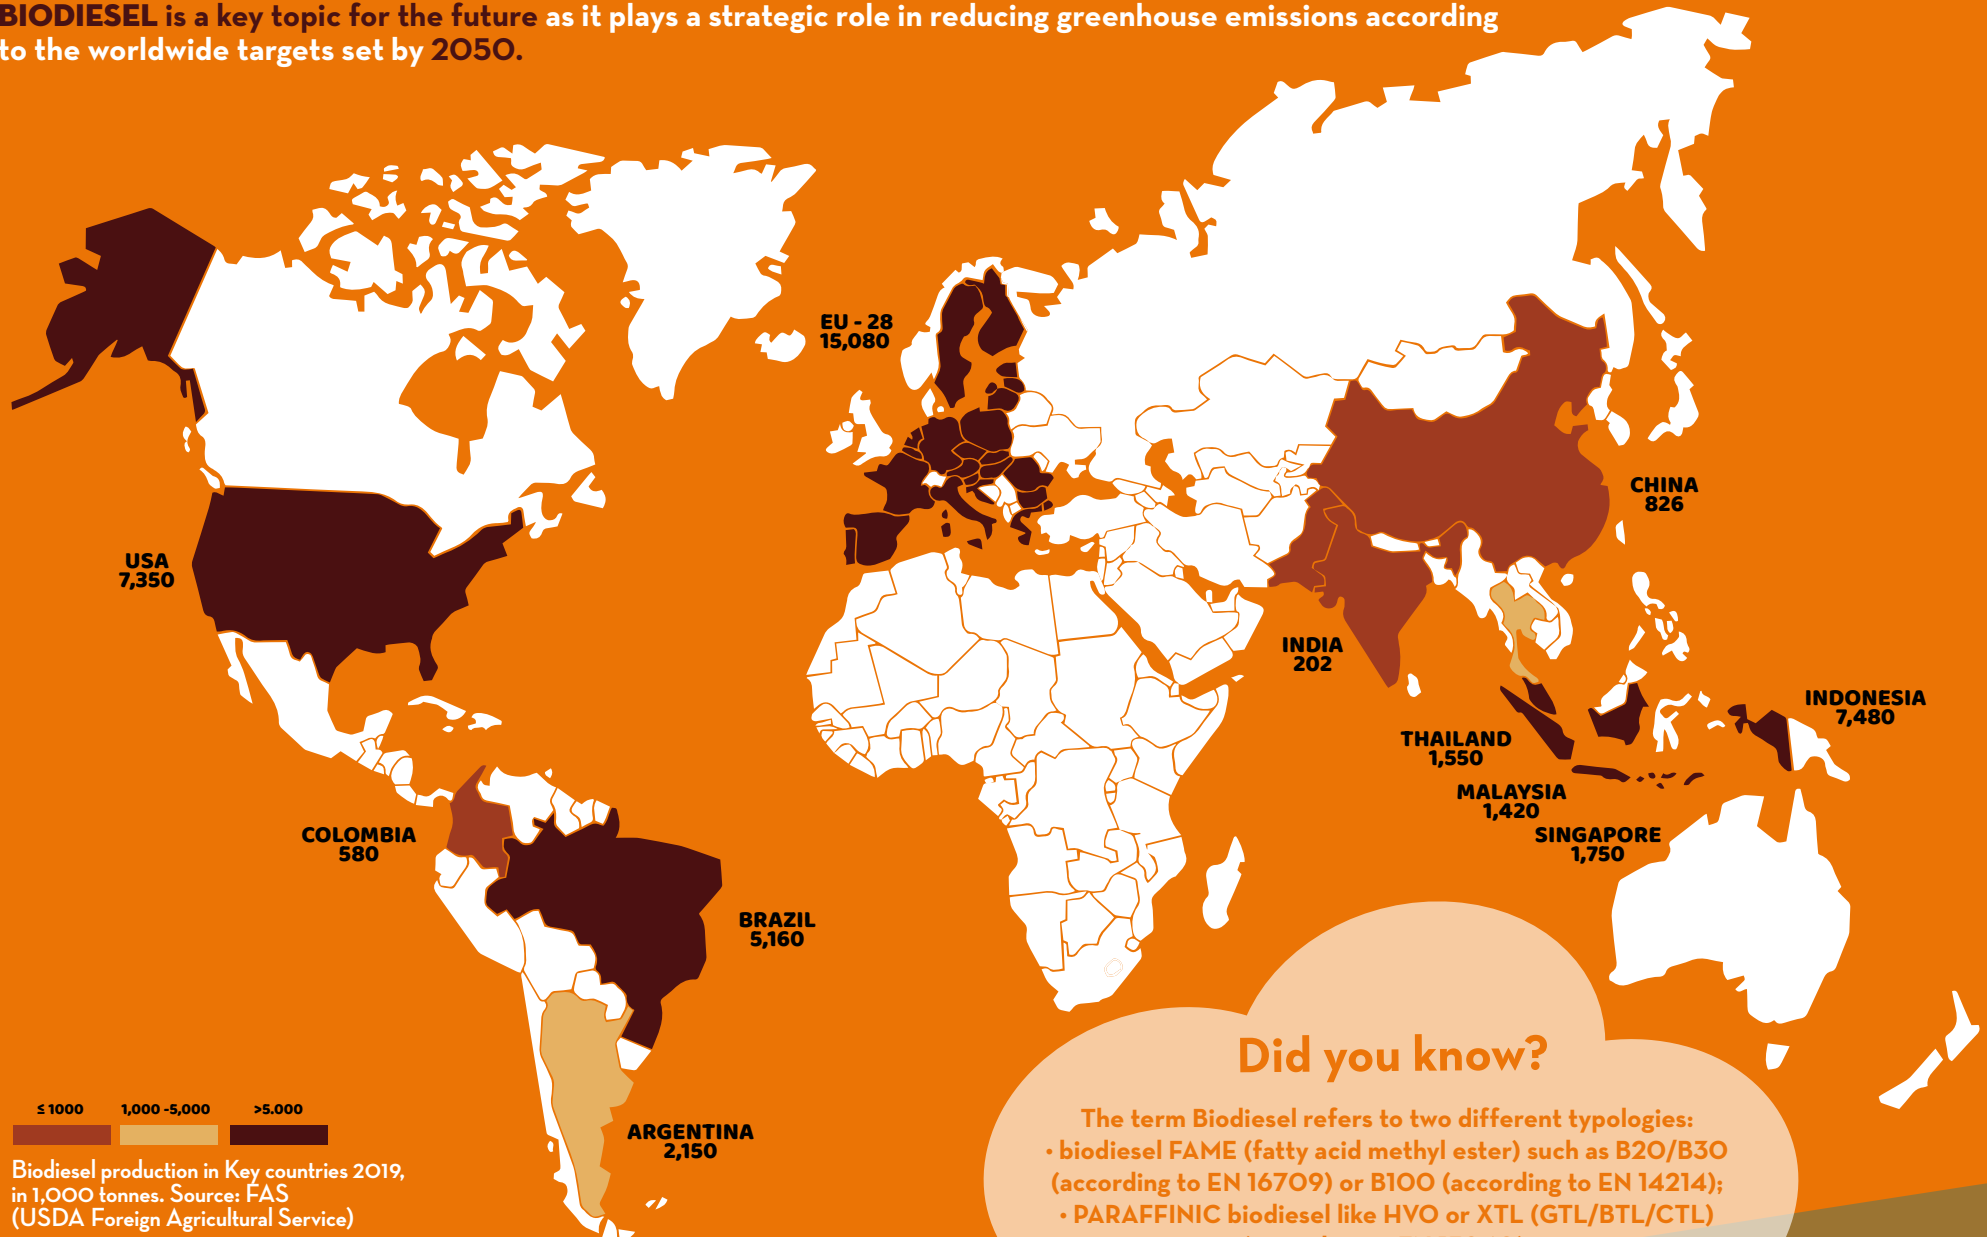 BIODIESEL is a key topic for the future as it plays a strategic role in reducing greenhouse emissions according
to the worldwide targets set by 2050.
EU - 28
15,080
CHINA
826
USA
7,350
INDIA
202
INDONESIA
7,480
THAILAND
1,550
MALAYSIA
1,420
SINGAPORE
1,750
COLOMBIA
580
BRAZIL
5,160
ARGENTINA
2,150
≤ 1000 1,000 -5,000 >5.000
Biodiesel production in Key countries 2019,
in 1,000 tonnes. Source: FAS
(USDA Foreign Agricultural Service)
Did you know?
The term Biodiesel refers to two different typologies:
• biodiesel FAME (fatty acid methyl ester) such as B20/B30
(according to EN 16709) or B100 (according to EN 14214);
• PARAFFINIC biodiesel like HVO or XTL (GTL/BTL/CTL)